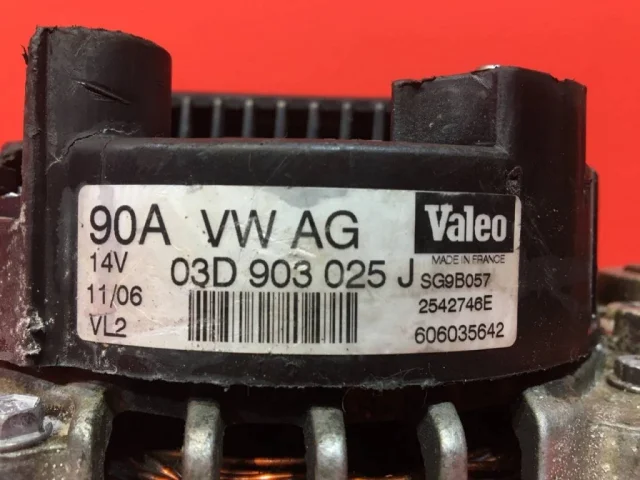 90A VW AG Valeo
14V 03D 903 025 J MADE IN FRANCE
11/06 SG9B057
VL2 2542746E
606035642